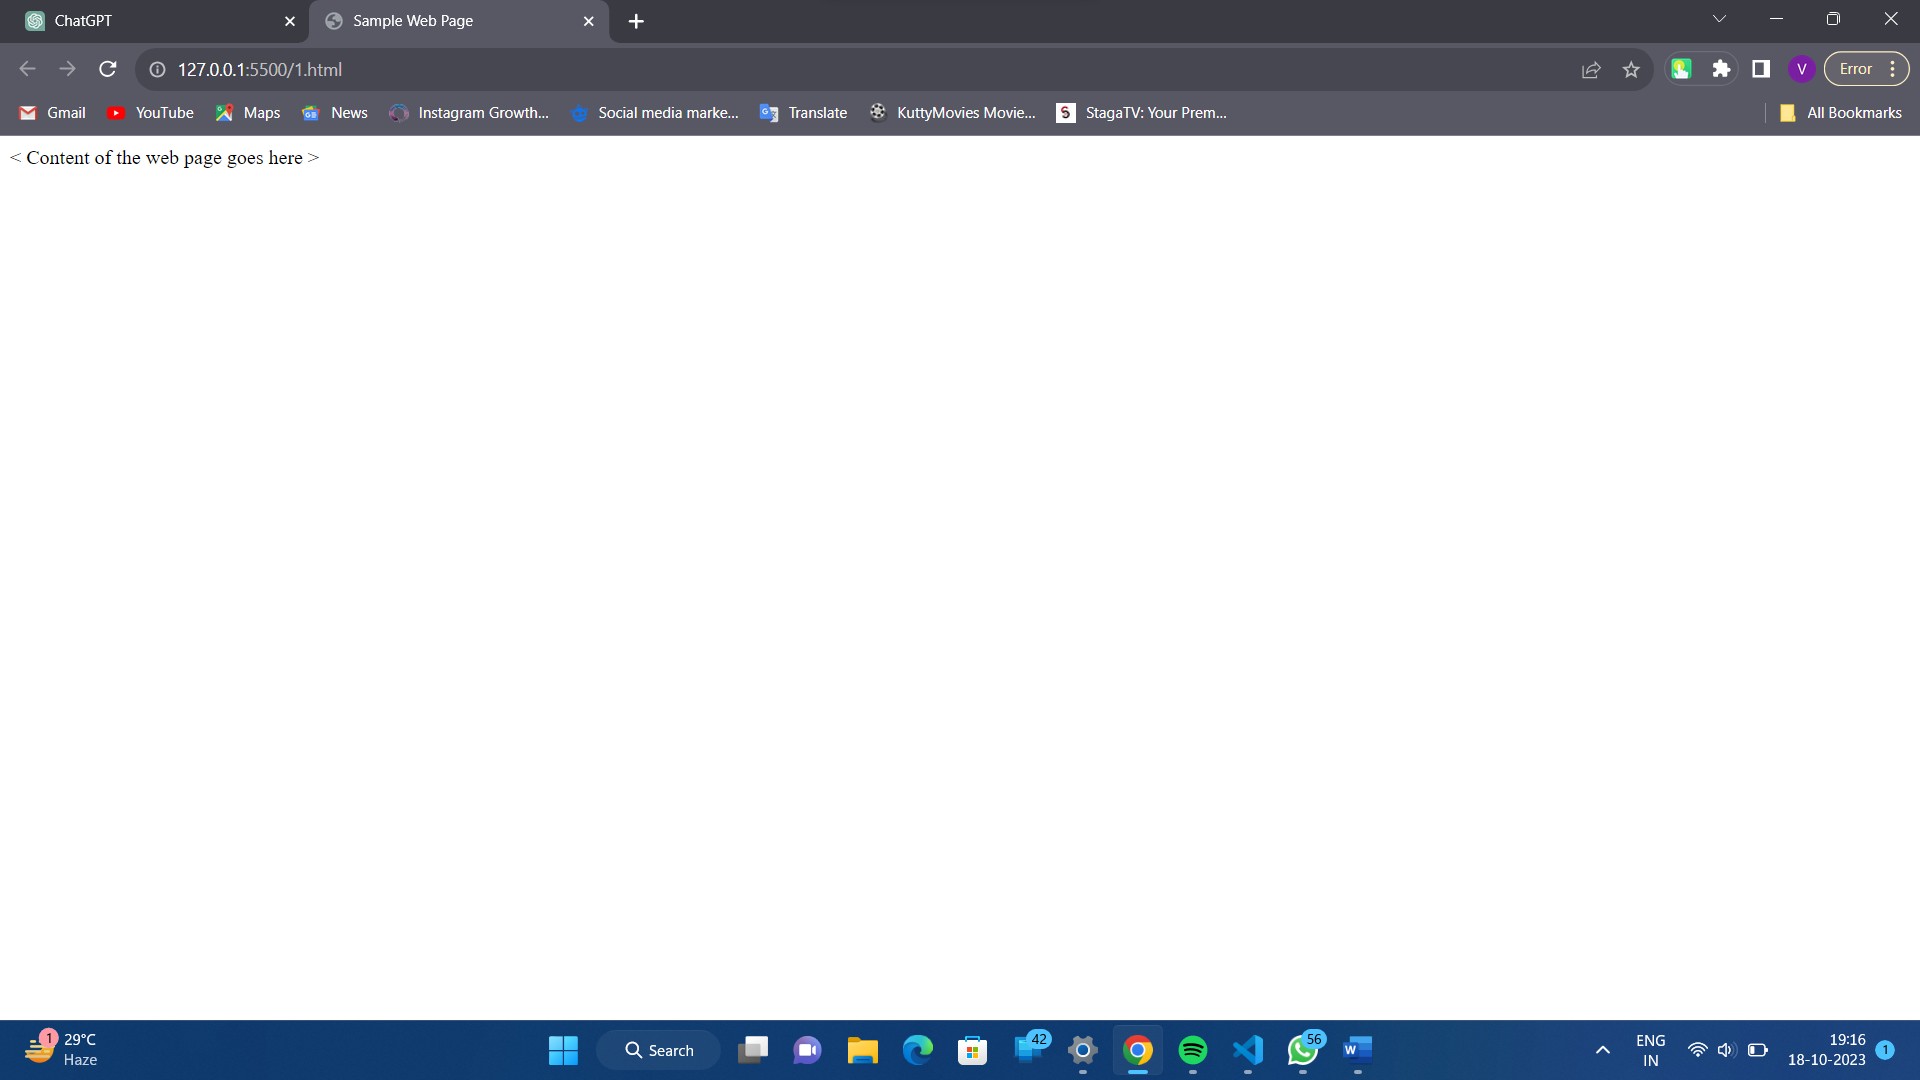 ChatGPT
Sample Web Page
127.0.0.1:5500/1.html
V
Error
Gmail
YouTube
Maps
News
Instagram Growth...
Social media marke...
Translate
KuttyMovies Movie...
StagaTV: Your Prem...
All Bookmarks
< Content of the web page goes here >
1
29°C
Haze
Search
42
56
ENG
IN
19:16
18-10-2023
1